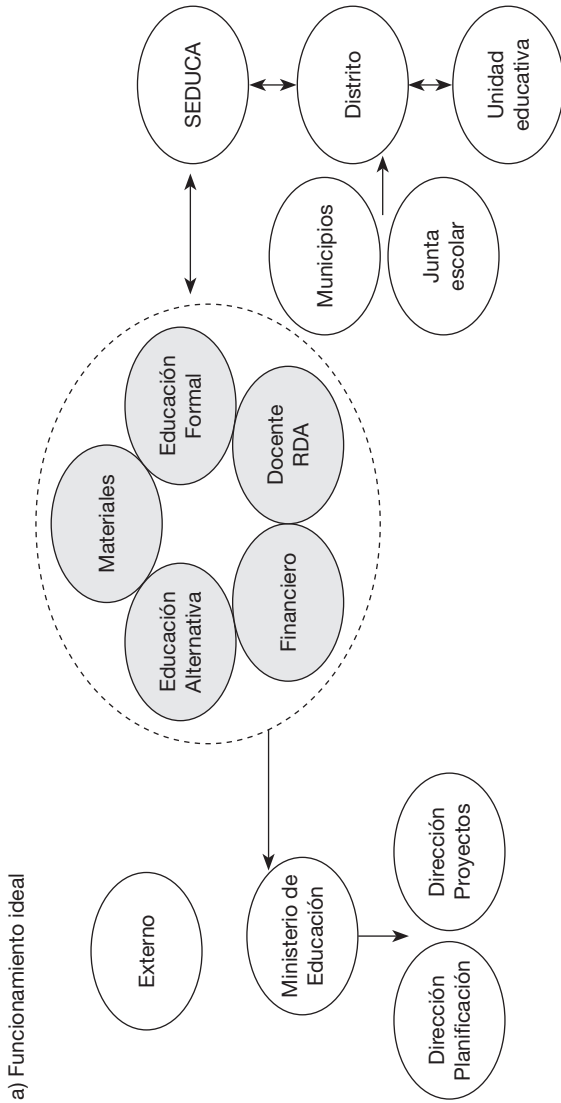 a) Funcionamiento ideal
Externo
Ministerio de
Educación
Dirección
Planificación
Dirección
Proyectos
Materiales
Educación
Alternativa
Educación
Formal
Financiero
Docente
RDA
SEDUCA
Municipios
Distrito
Junta
escolar
Unidad
educativa